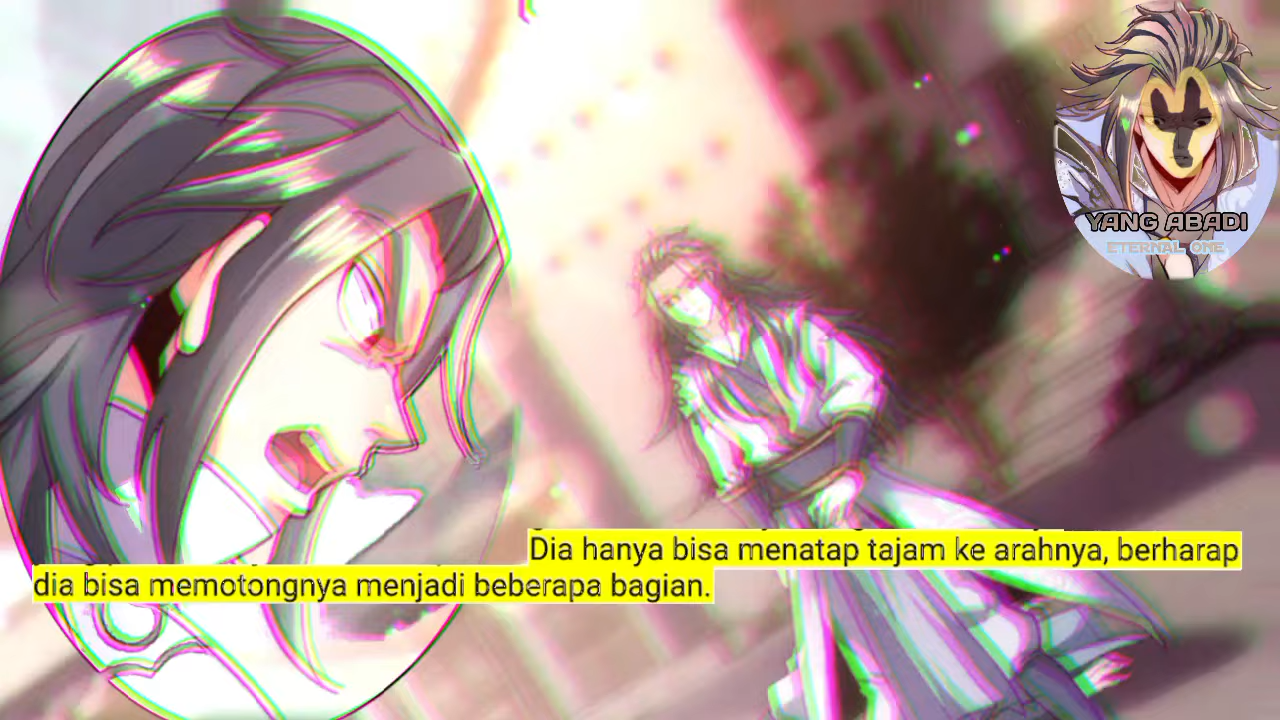 YANG ABADI
ETERNAL ONE
Dia hanya bisa menatap tajam ke arahnya, berharap
dia bisa memotongnya menjadi beberapa bagian.